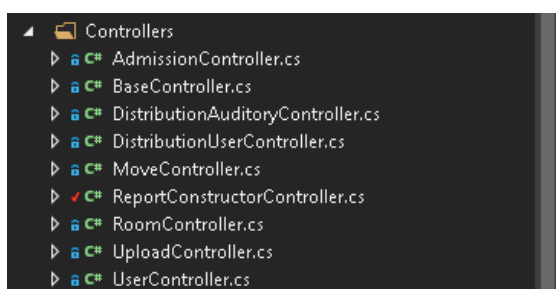 Controllers
C# AdmissionController.cs
C# BaseController.cs
C# DistributionAuditoryController.cs
C# DistributionUserController.cs
C# MoveController.cs
C# ReportConstructorController.cs
C# RoomController.cs
C# UploadController.cs
C# UserController.cs